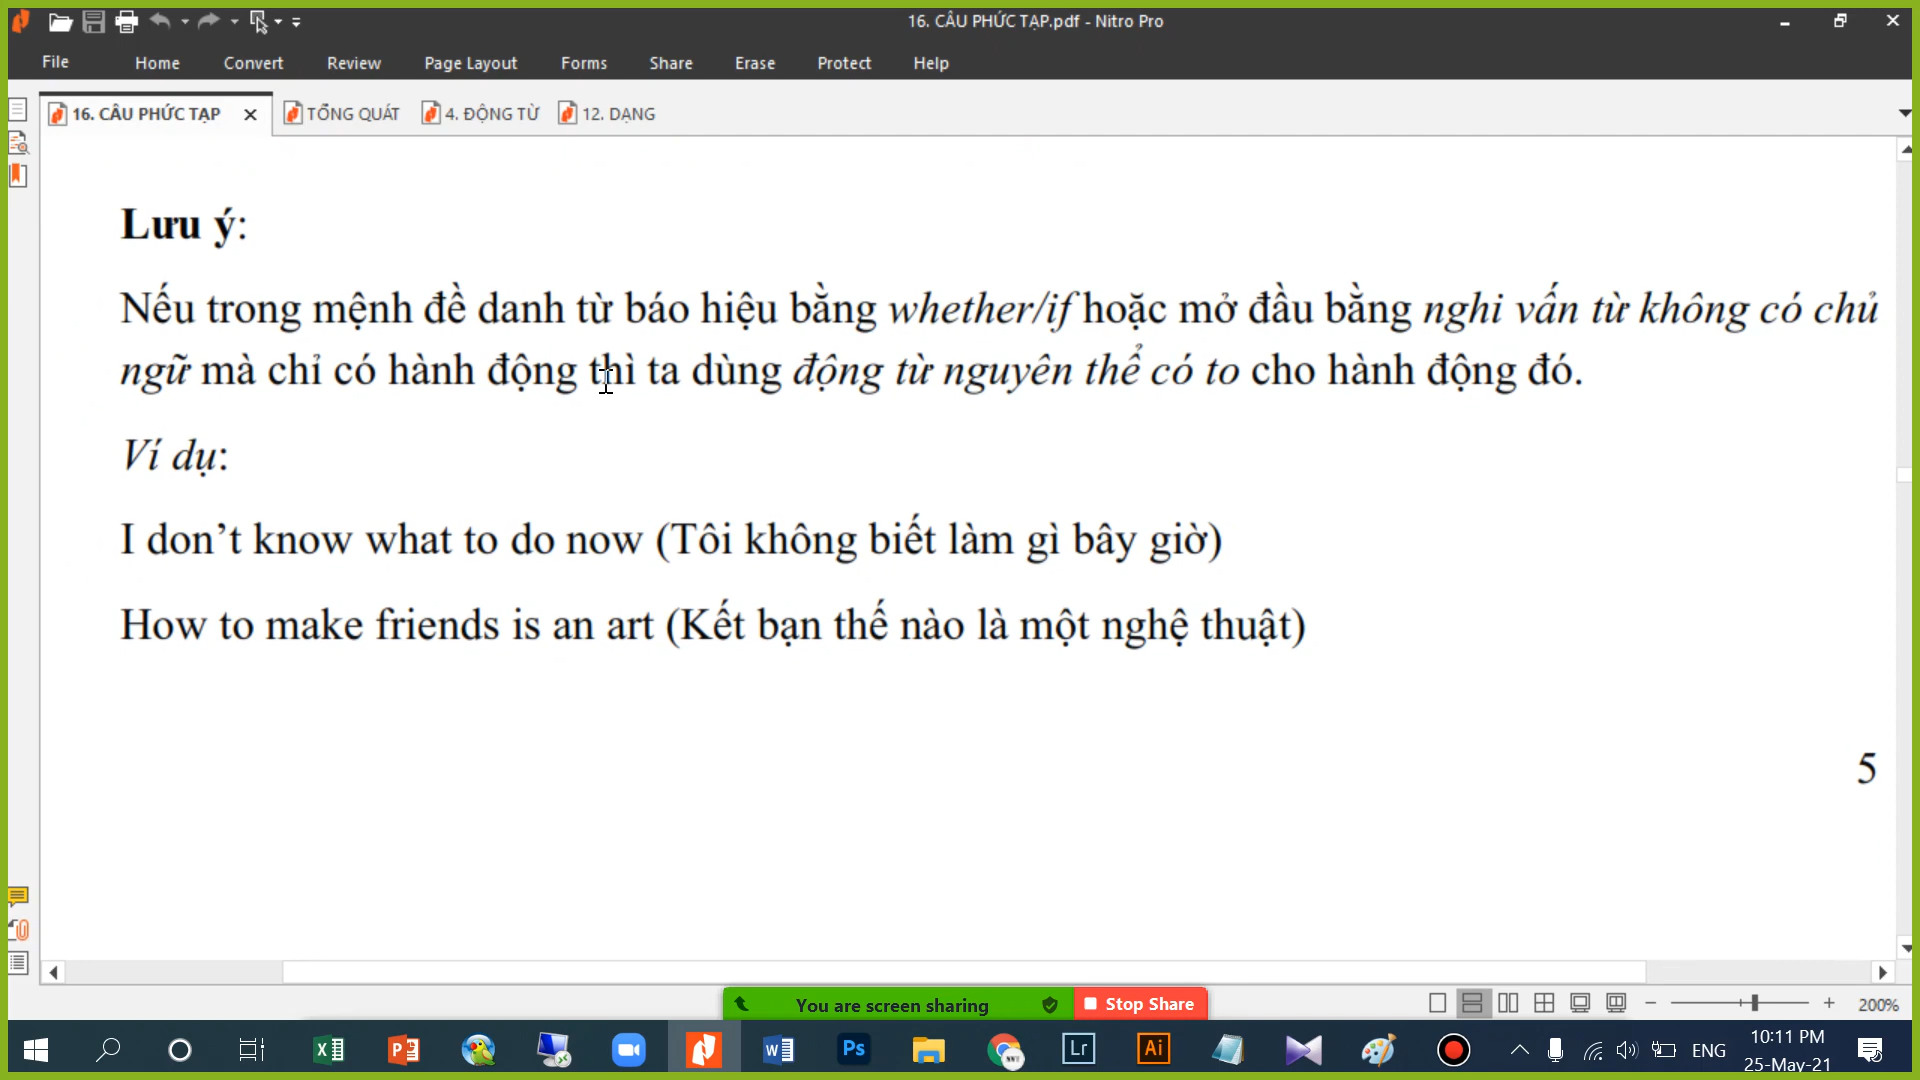 16. CÂU PHỨC TẠP.pdf - Nitro Pro
File Home Convert Review Page Layout Forms Share Erase Protect Help
16. CÂU PHỨC TẠP TỔNG QUÁT 4. ĐỘNG TỪ 12. DẠNG
Lưu ý:
Nếu trong mệnh đề danh từ báo hiệu bằng whether/if hoặc mở đầu bằng nghi vấn từ không có chủ
ngữ mà chỉ có hành động thì ta dùng động từ nguyên thể có to cho hành động đó.
Ví dụ:
I don’t know what to do now (Tôi không biết làm gì bây giờ)
How to make friends is an art (Kết bạn thế nào là một nghệ thuật)
5
You are screen sharing Stop Share
200%
Ps Lr Ai
ENG
10:11 PM
25-May-21